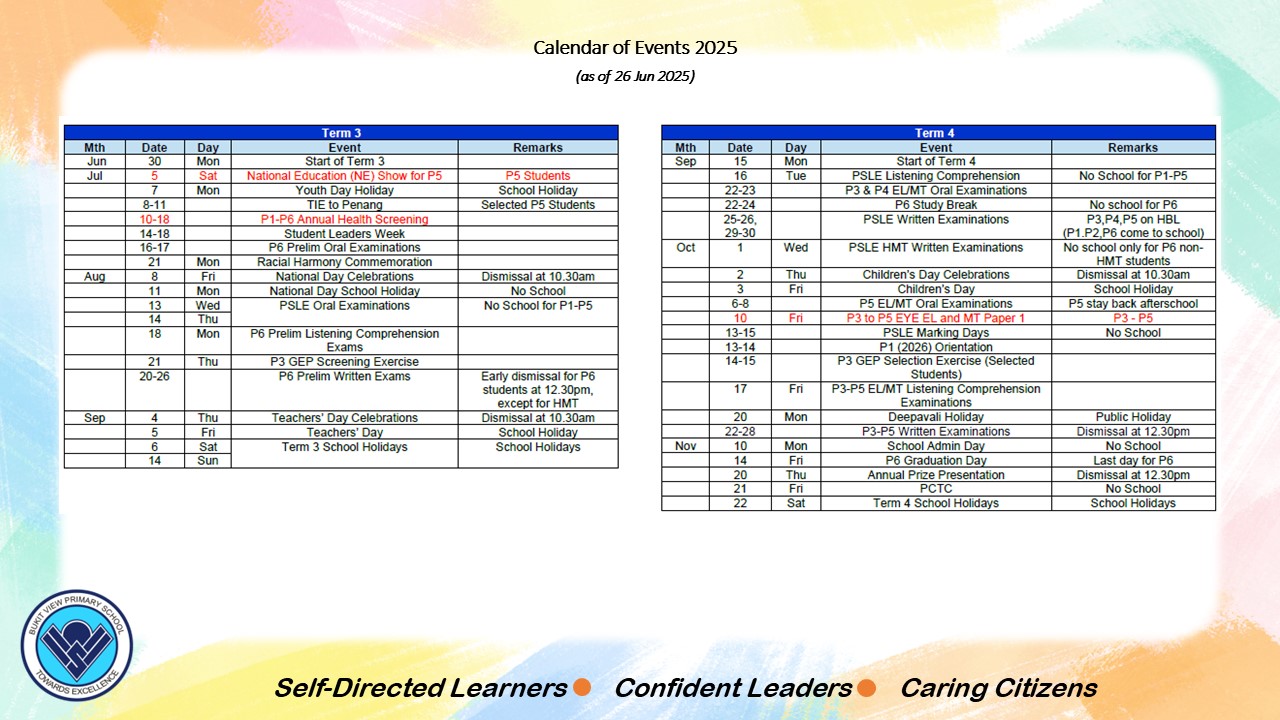 Calendar of Events 2025
(as of 26 Jun 2025)
Term 3
Mth Date Day Event Remarks
Jun 30 Mon Start of Term 3
Jul 5 Sat National Education (NE) Show for P5 P5 Students
7 Mon Youth Day Holiday School Holiday
8-11 TIE to Penang Selected P5 Students
10-18 P1-P6 Annual Health Screening
14-18 Student Leaders Week
16-17 P6 Prelim Oral Examinations
21 Mon Racial Harmony Commemoration
Aug 8 Fri National Day Celebrations Dismissal at 10.30am
11 Mon National Day School Holiday No School
13 Wed PSLE Oral Examinations No School for P1-P5
14 Thu
18 Mon P6 Prelim Listening Comprehension
Exams
21 Thu P3 GEP Screening Exercise
20-26 P6 Prelim Written Exams Early dismissal for P6
students at 12.30pm,
except for HMT
Sep 4 Thu Teachers' Day Celebrations Dismissal at 10.30am
5 Fri Teachers' Day School Holiday
6 Sat Term 3 School Holidays School Holidays
14 Sun
Term 4
Mth Date Day Event Remarks
Sep 15 Mon Start of Term 4
16 Tue PSLE Listening Comprehension No School for P1-P5
22-23 P3 & P4 EL/MT Oral Examinations
22-24 P6 Study Break No school for P6
25-26, PSLE Written Examinations P3,P4,P5 on HBL
29-30 (P1.P2,P6 come to school)
Oct 1 Wed PSLE HMT Written Examinations No school only for P6 non-
HMT students
2 Thu Children's Day Celebrations Dismissal at 10.30am
3 Fri Children's Day School Holiday
6-8 P5 EL/MT Oral Examinations P5 stay back afterschool
10 Fri P3 to P5 EYE EL and MT Paper 1 P3 - P5
13-15 PSLE Marking Days No School
13-14 P1 (2026) Orientation
14-15 P3 GEP Selection Exercise (Selected
Students)
17 Fri P3-P5 EL/MT Listening Comprehension
Examinations
20 Mon Deepavali Holiday Public Holiday
22-28 P3-P5 Written Examinations Dismissal at 12.30pm
Nov 10 Mon School Admin Day No School
14 Fri P6 Graduation Day Last day for P6
20 Thu Annual Prize Presentation Dismissal at 12.30pm
21 Fri PCTC No School
22 Sat Term 4 School Holidays School Holidays
BUKIT VIEW PRIMARY SCHOOL
TOWARDS EXCELLENCE
Self-Directed Learners Confident Leaders Caring Citizens